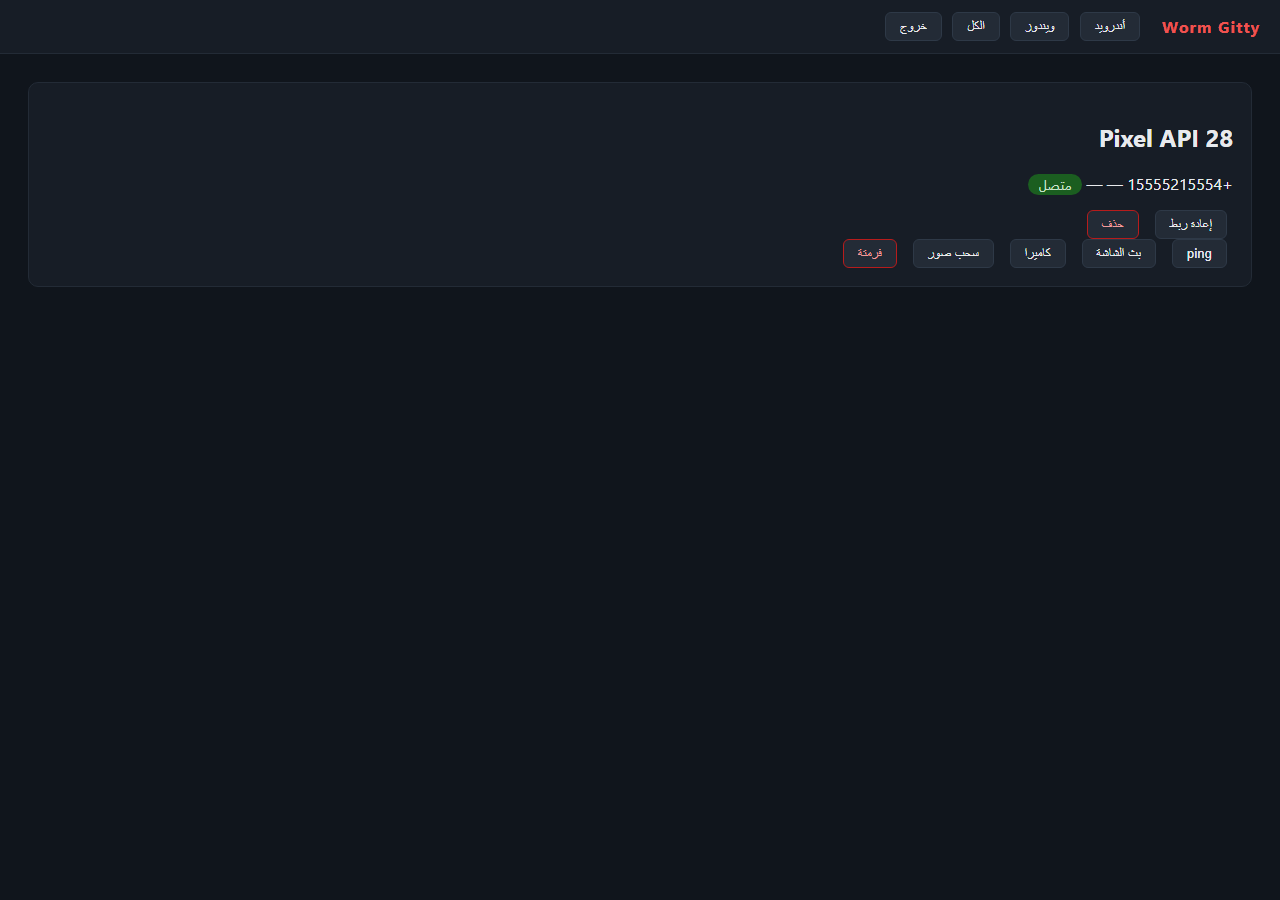 Worm Gitty أندرويد ويندوز الكل خروج
Pixel API 28
+15555215554 — — متصل
إعادة ربط حذف
ping بث الشاشة كاميرا سحب صور فرمتة